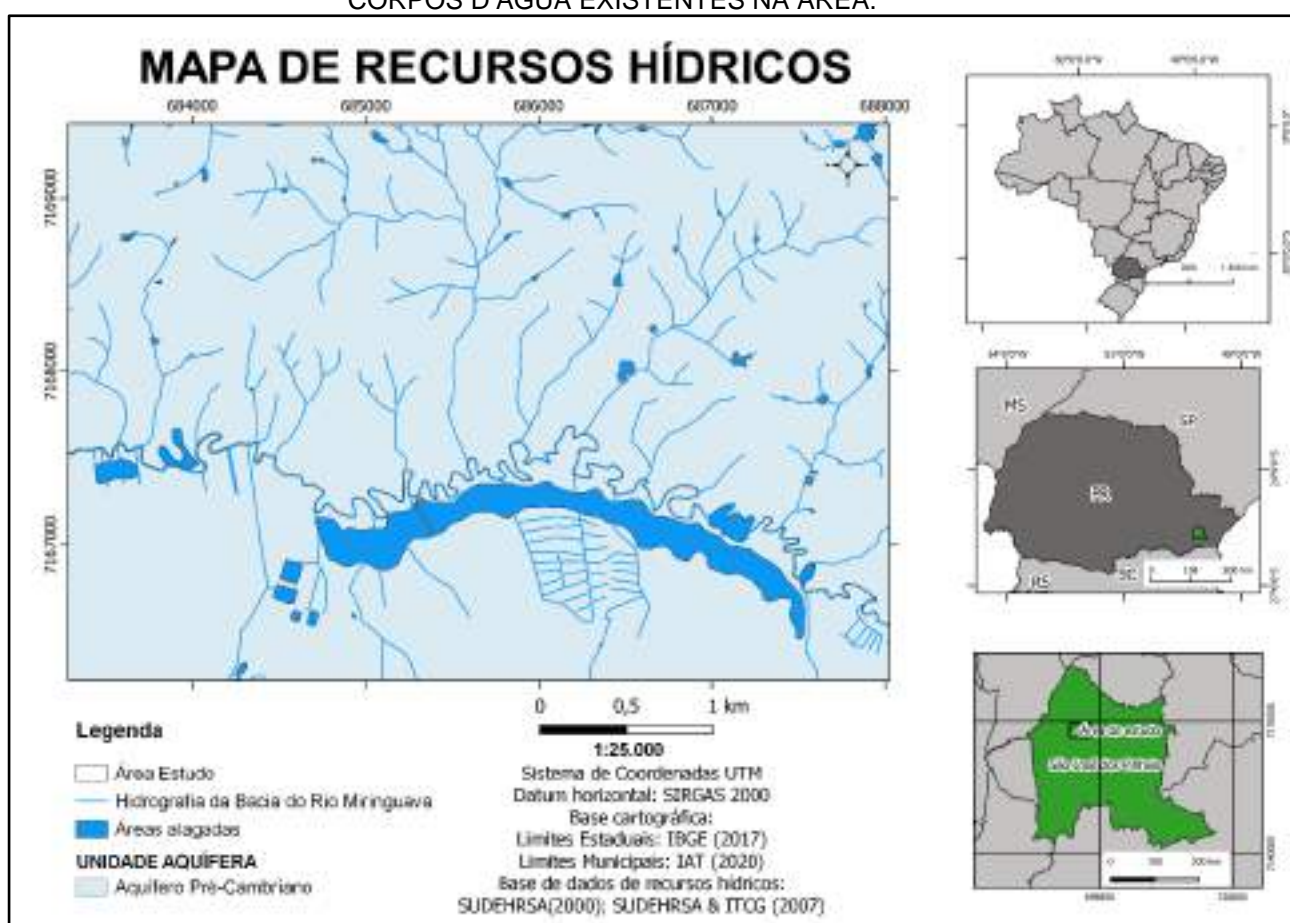 CORPOS D'ÁGUA EXISTENTES NA ÁREA.
MAPA DE RECURSOS HÍDRICOS
684000 685000 686000 687000 688000
7169000
7168000
7167000
0 0,5 1 km
1:25.000
Sistema de Coordenadas UTM
Datum horizontal: SIRGAS 2000
Base cartográfica:
Limites Estaduais: IBGE (2017)
Limites Municipais: IAT (2020)
Base de dados de recursos hídricos:
SUDEHRSA(2000); SUDEHRSA & ITCG (2007)
Legenda
Área Estudo
Hidrografia da Bacia do Rio Miringuava
Áreas alagadas
UNIDADE AQUÍFERA
Aquífero Pré-Cambriano
MS
SP
PR
SC
RS